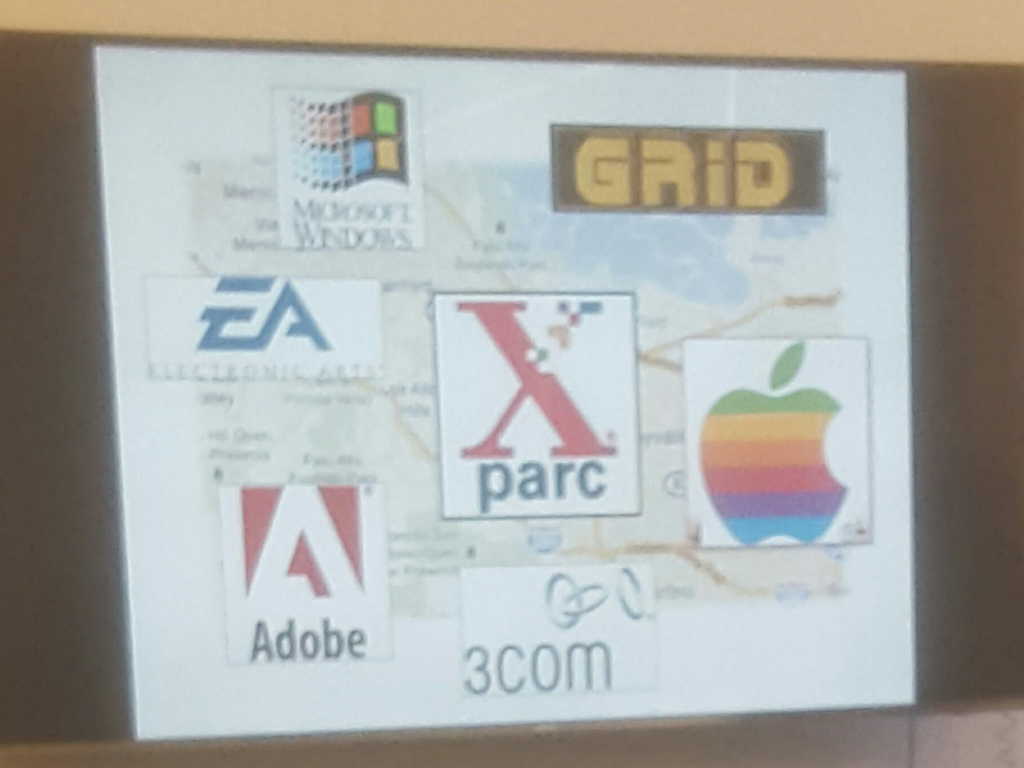 MICROSOFT
WINDOWS
GRiD
EA
ELECTRONIC ARTS
X
parc
Adobe
3com